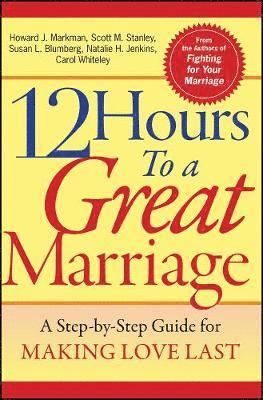 Howard J. Markman, Scott M. Stanley,
Susan L. Blumberg, Natalie H. Jenkins,
Carol Whiteley
From the
Authors of
Fighting
for Your
Marriage
12 Hours
To a
Great
Marriage
A Step-by-Step Guide for
MAKING LOVE LAST